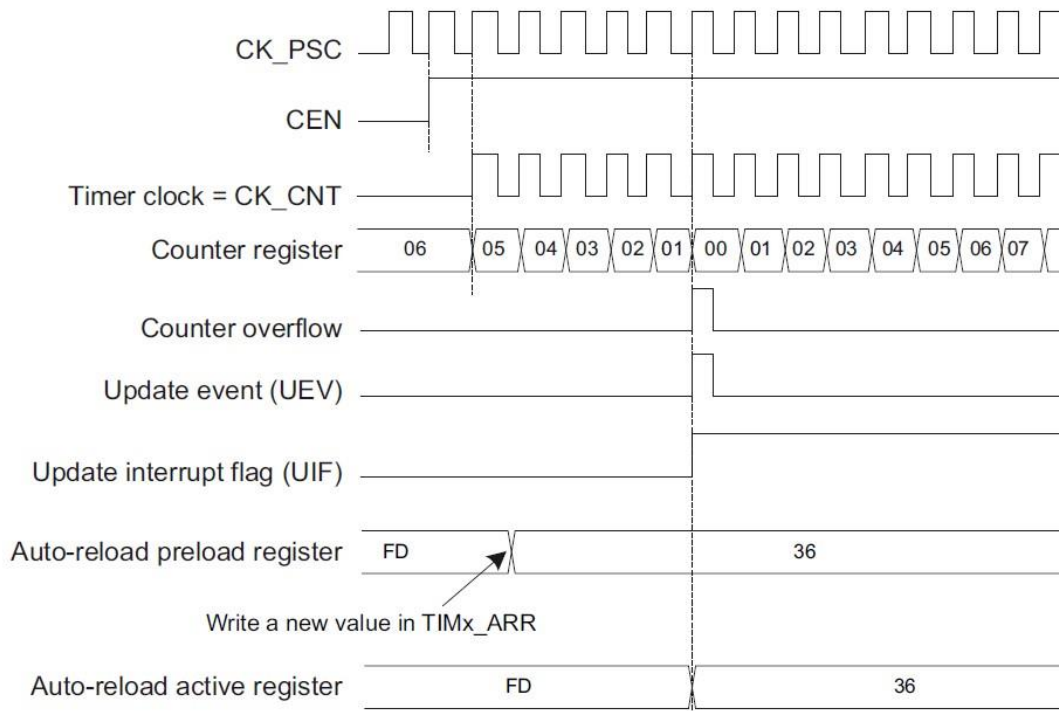 CK_PSC
CEN
Timer clock = CK_CNT
Counter register 06 05 04 03 02 01 00 01 02 03 04 05 06 07
Counter overflow
Update event (UEV)
Update interrupt flag (UIF)
Auto-reload preload register FD 36
Write a new value in TIMx_ARR
Auto-reload active register FD 36